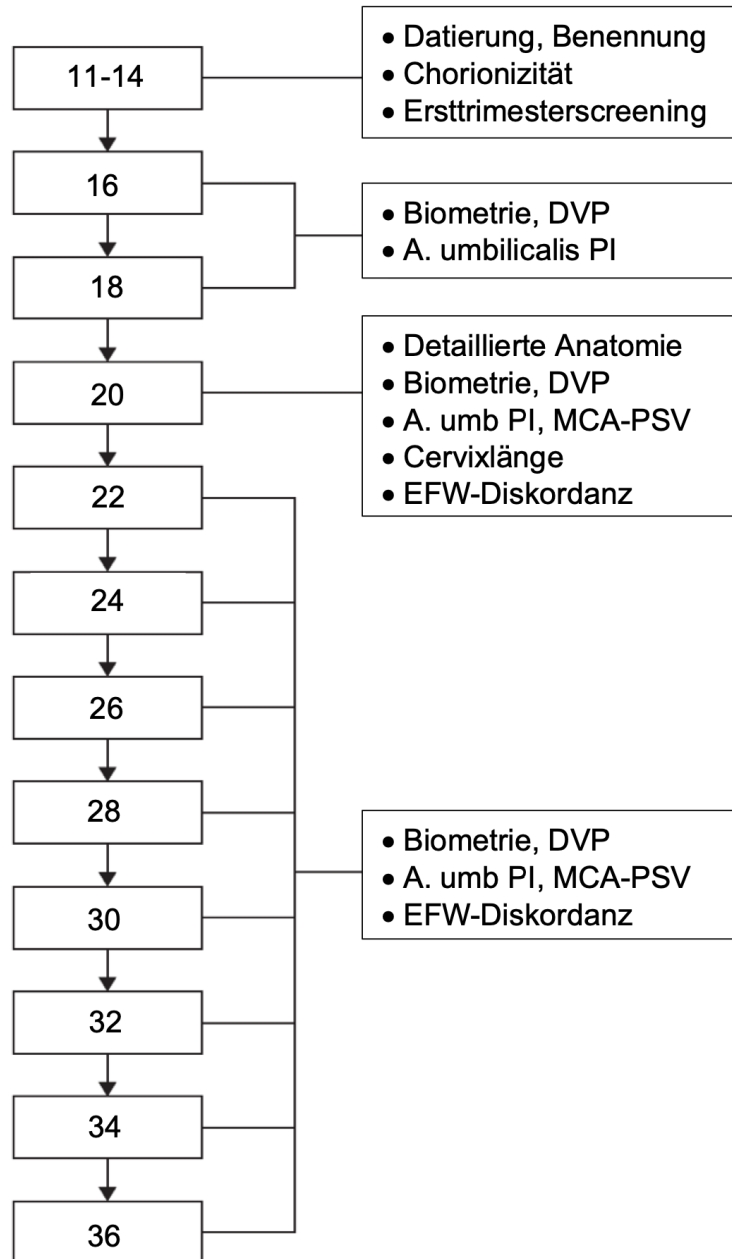 11-14
• Datierung, Benennung
• Chorionizität
• Ersttrimesterscreening
16
18
• Biometrie, DVP
• A. umbilicalis PI
20
• Detaillierte Anatomie
• Biometrie, DVP
• A. umb PI, MCA-PSV
• Cervixlänge
• EFW-Diskordanz
22
24
26
28
30
32
34
36
• Biometrie, DVP
• A. umb PI, MCA-PSV
• EFW-Diskordanz